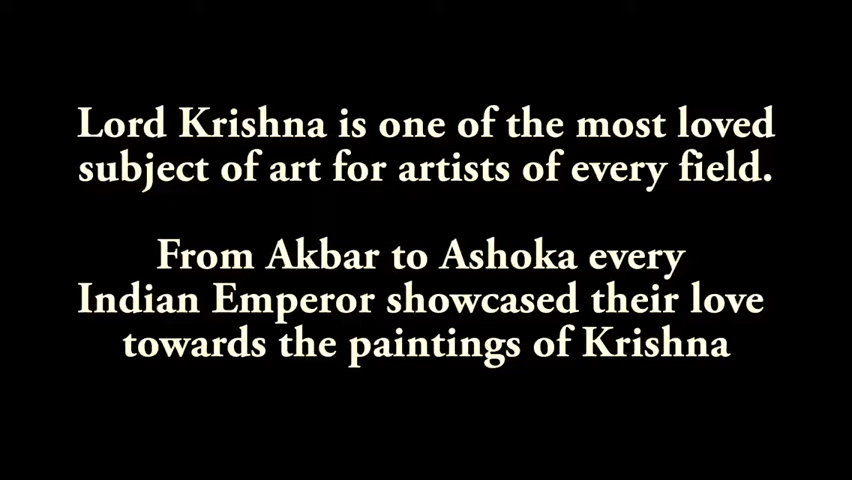 Lord Krishna is one of the most loved
subject of art for artists of every field.
From Akbar to Ashoka every
Indian Emperor showcased their love
towards the paintings of Krishna